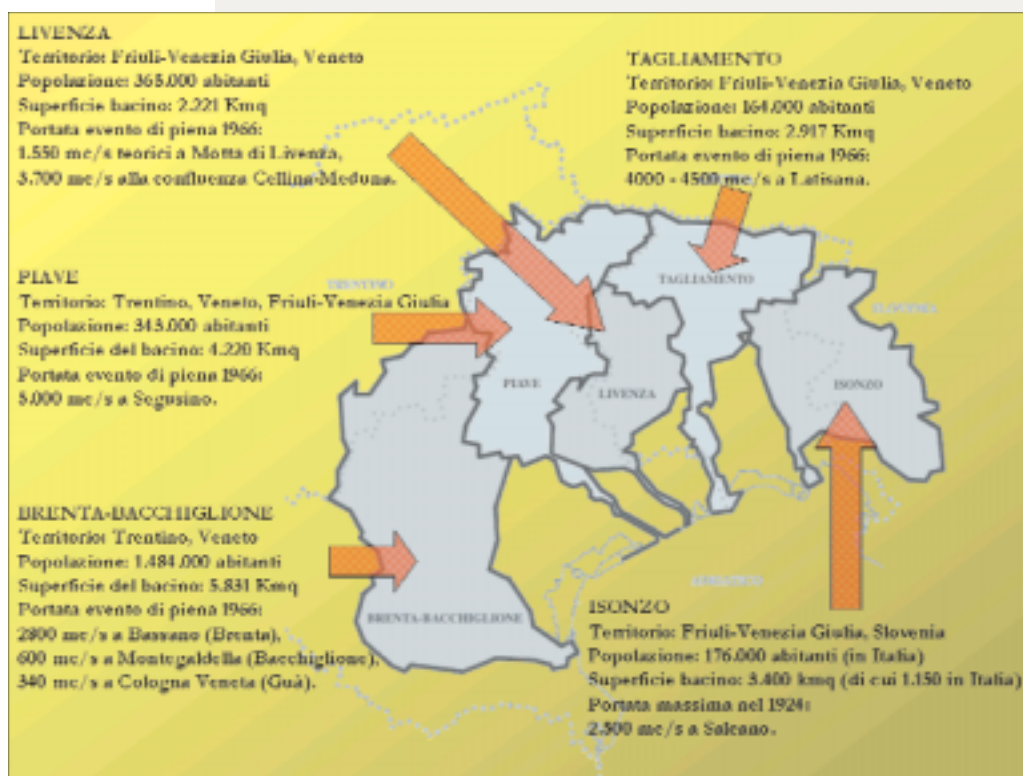 LIVENZA
Territorio: Friuli-Venezia Giulia, Veneto
Popolazione: 365.000 abitanti
Superficie bacino: 2.221 Kmq
Portata evento di piena 1966:
1.550 mc/s teorici a Motta di Livenza,
3.700 mc/s alla confluenza Cellina-Meduna.
TAGLIAMENTO
Territorio: Friuli-Venezia Giulia, Veneto
Popolazione: 164.000 abitanti
Superficie bacino: 2.917 Kmq
Portata evento di piena 1966:
4000 - 4500 mc/s a Latisana.
PIAVE
Territorio: Trentino, Veneto, Friuli-Venezia Giulia
Popolazione: 343.000 abitanti
Superficie del bacino: 4.220 Kmq
Portata evento di piena 1966:
5.000 mc/s a Segusino.
TRENTINO
TAGLIAMENTO
SLOVENIA
PIAVE
LIVENZA
ISONZO
BRENTA-BACCHIGLIONE
Territorio: Trentino, Veneto
Popolazione: 1.484.000 abitanti
Superficie del bacino: 5.831 Kmq
Portata evento di piena 1966:
2800 mc/s a Bassano (Brenta),
600 mc/s a Montegaldella (Bacchiglione),
340 mc/s a Cologna Veneta (Guà).
BRENTA-BACCHIGLIONE
ADRIATICO
ISONZO
Territorio: Friuli-Venezia Giulia, Slovenia
Popolazione: 176.000 abitanti (in Italia)
Superficie bacino: 3.400 kmq (di cui 1.150 in Italia)
Portata massima nel 1924:
2.500 mc/s a Salcano.